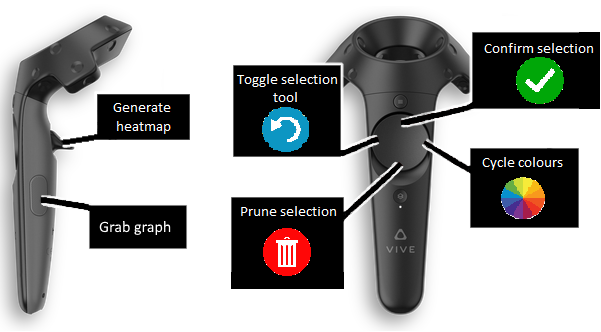 Generate
heatmap
Grab graph
Toggle selection
tool
Confirm selection
Prune selection
Cycle colours
VIVE